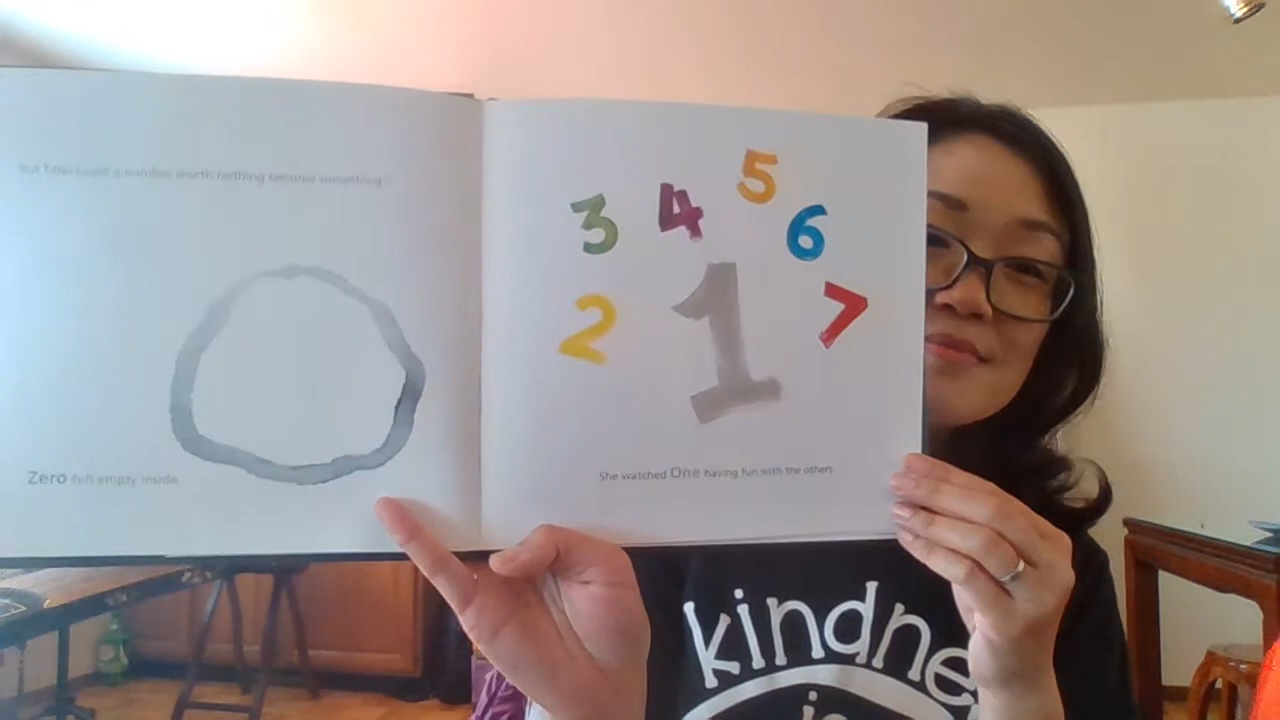 But how could a number worth nothing become something?
Zero felt empty inside.
5
3 4
6
1
2 7
She watched One having fun with the others.
kindne
is